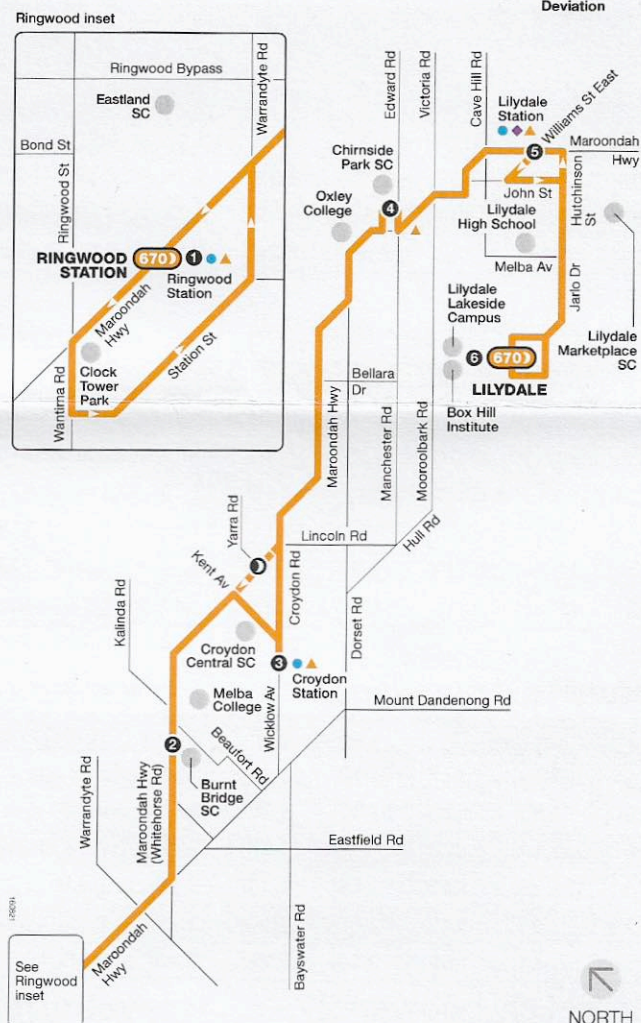 Deviation
Ringwood inset
Ringwood Bypass
Warrandyte Rd
Eastland
SC
Bond St
Ringwood St
RINGWOOD
STATION
670
1
Ringwood
Station
Maroondah
Hwy
Station St
Clock
Tower
Park
Wantirna Rd
Edward Rd
Victoria Rd
Cave Hill Rd
Lilydale
Station
Williams St East
Chirnside
Park SC
5
Maroondah
Hwy
Oxley
College
4
John St
Hutchinson
St
Lilydale
High School
Melba Av
Jarlo Dr
Lilydale
Lakeside
Campus
6
670
LILYDALE
Lilydale
Marketplace
SC
Box Hill
Institute
Bellara
Dr
Maroondah Hwy
Manchester Rd
Mooroolbark Rd
Yarra Rd
Lincoln Rd
Hull Rd
Kent Av
Croydon Rd
Kalinda Rd
Dorset Rd
Croydon
Central SC
3
Croydon
Station
Melba
College
Wicklow Av
Mount Dandenong Rd
2
Beaufort Rd
Burnt
Bridge
SC
Warrandyte Rd
Maroondah Hwy
(Whitehorse Rd)
Eastfield Rd
Bayswater Rd
Maroondah
Hwy
See
Ringwood
inset
NORTH